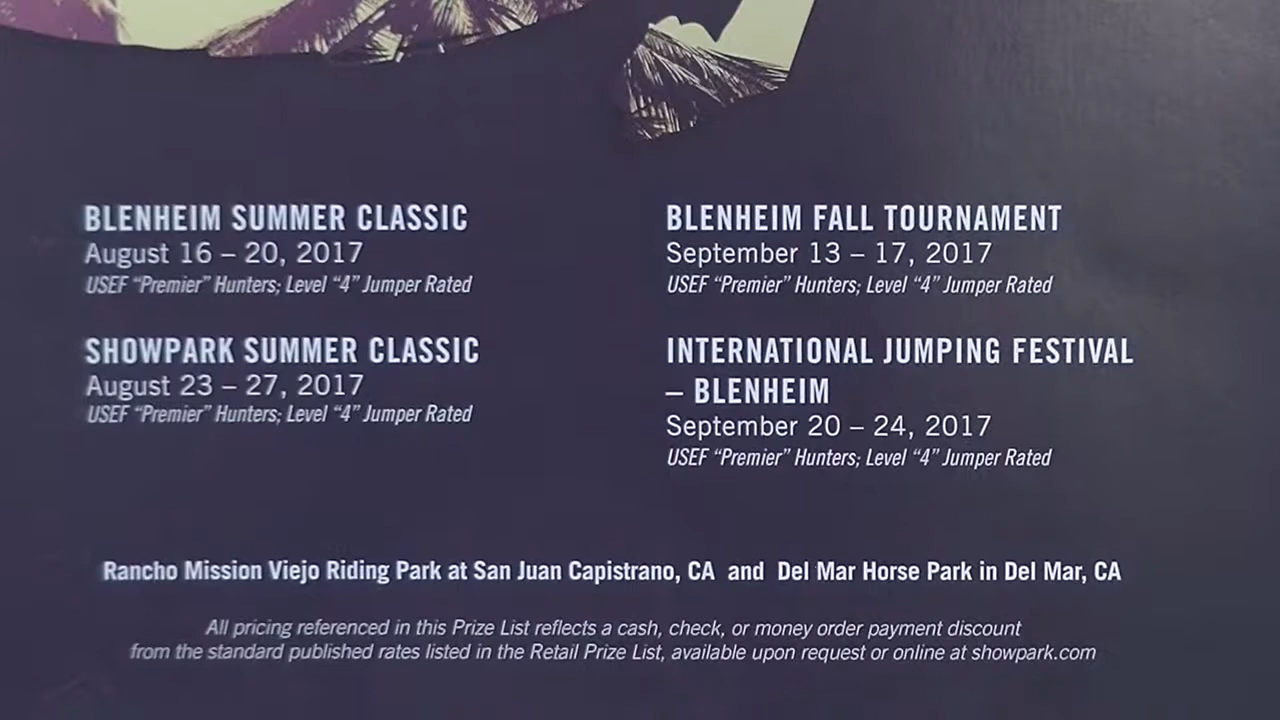 BLENHEIM SUMMER CLASSIC
August 16 – 20, 2017
USEF “Premier” Hunters; Level “4” Jumper Rated
SHOWPARK SUMMER CLASSIC
August 23 – 27, 2017
USEF “Premier” Hunters; Level “4” Jumper Rated
BLENHEIM FALL TOURNAMENT
September 13 – 17, 2017
USEF “Premier” Hunters; Level “4” Jumper Rated
INTERNATIONAL JUMPING FESTIVAL
– BLENHEIM
September 20 – 24, 2017
USEF “Premier” Hunters; Level “4” Jumper Rated
Rancho Mission Viejo Riding Park at San Juan Capistrano, CA and Del Mar Horse Park in Del Mar, CA
All pricing referenced in this Prize List reflects a cash, check, or money order payment discount
from the standard published rates listed in the Retail Prize List, available upon request or online at showpark.com